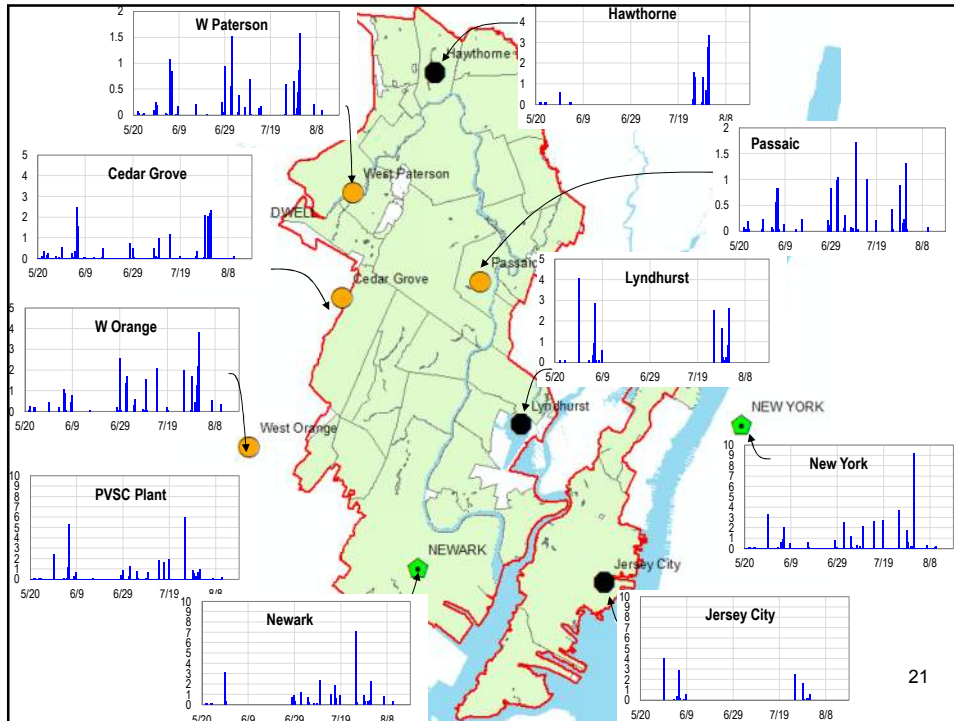 W Paterson
2
1.5
1
0.5
0
5/20 6/9 6/29 7/19 8/8
Hawthorne
4
3
2
1
0
5/20 6/9 6/29 7/19 8/8
Hawthorne
Passaic
2
1.5
1
0.5
0
5/20 6/9 6/29 7/19 8/8
Cedar Grove
5
4
3
2
1
0
5/20 6/9 6/29 7/19 8/8
West Paterson
DWELL
Passaic
Cedar Grove
Lyndhurst
5
4
3
2
1
0
5/20 6/9 6/29 7/19 8/8
W Orange
5
4
3
2
1
0
5/20 6/9 6/29 7/19 8/8
Lyndhurst
NEW YORK
West Orange
New York
10
9
8
7
6
5
4
3
2
1
0
5/20 6/9 6/29 7/19 8/8
PVSC Plant
10
9
8
7
6
5
4
3
2
1
0
5/20 6/9 6/29 7/19 8/8
NEWARK
Jersey City
Newark
10
9
8
7
6
5
4
3
2
1
0
5/20 6/9 6/29 7/19 8/8
Jersey City
10
9
8
7
6
5
4
3
2
1
0
5/20 6/9 6/29 7/19 8/8
21